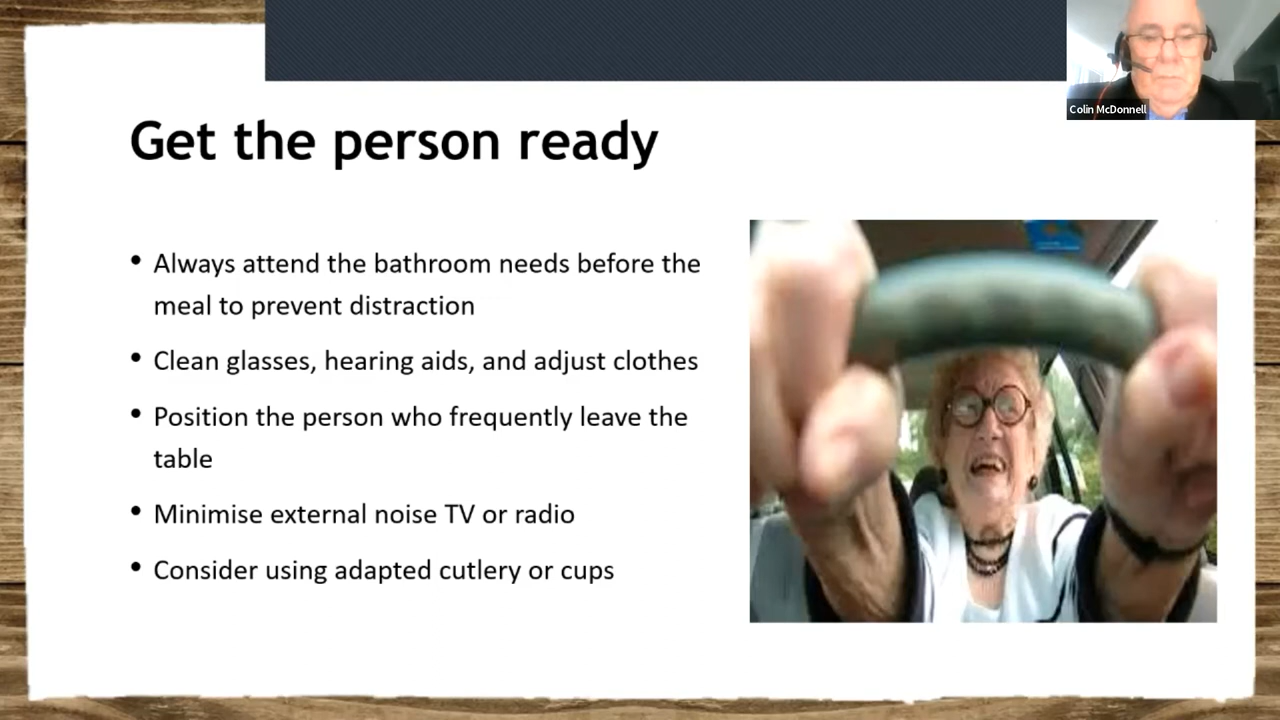 Colin McDonnell
Get the person ready
• Always attend the bathroom needs before the
meal to prevent distraction
• Clean glasses, hearing aids, and adjust clothes
• Position the person who frequently leave the
table
• Minimise external noise TV or radio
• Consider using adapted cutlery or cups